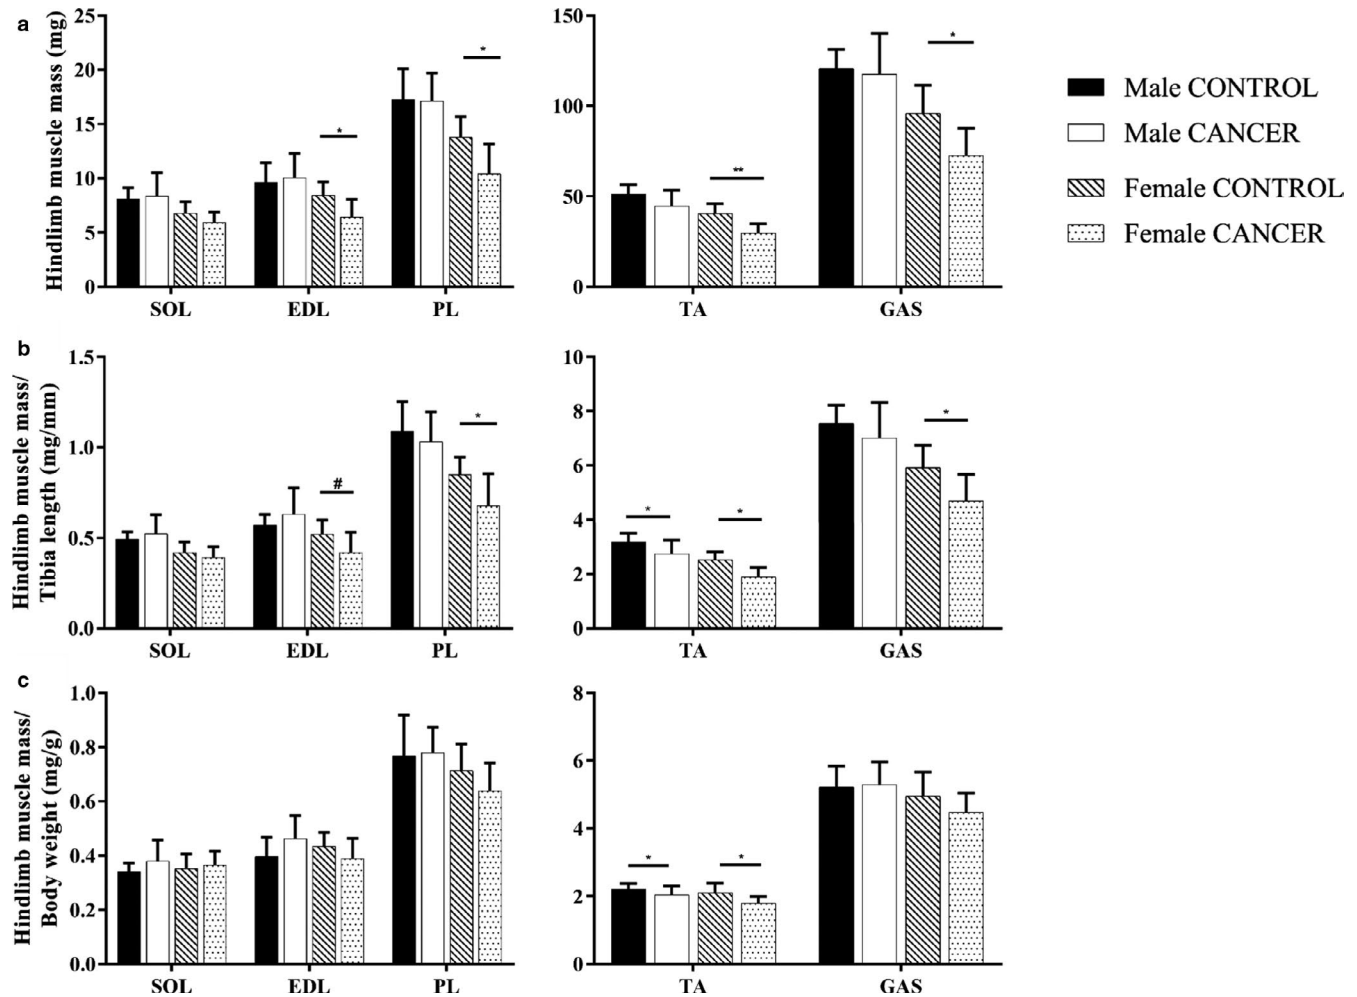 a
Hindlimb muscle mass (mg)
25
20
15
10
5
0
*
*
SOL
EDL
PL
150
100
50
0
**
*
TA
GAS
Male CONTROL
Male CANCER
Female CONTROL
Female CANCER
b
Hindlimb muscle mass/
Tibia length (mg/mm)
1.5
1.0
0.5
0.0
#
*
SOL
EDL
PL
10
8
6
4
2
0
*
*
*
TA
GAS
c
Hindlimb muscle mass/
Body weight (mg/g)
1.0
0.8
0.6
0.4
0.2
0.0
SOL
EDL
PL
8
6
4
2
0
*
*
TA
GAS